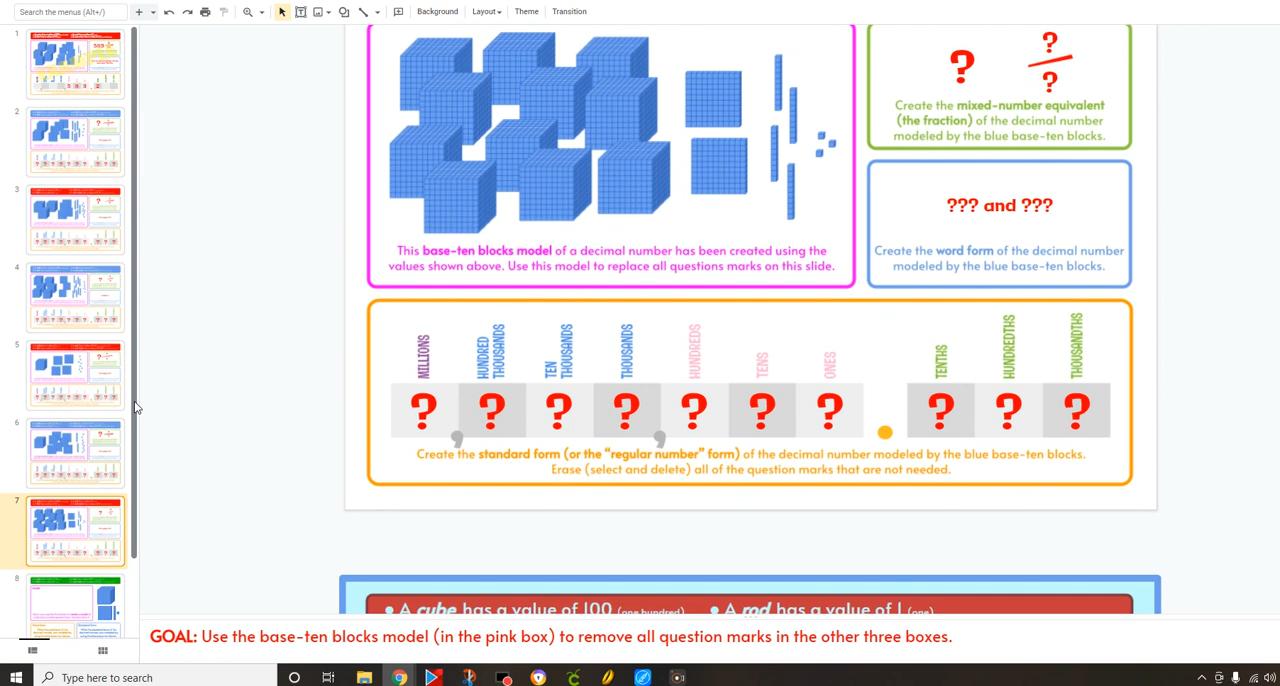 Search the menus (Alt+/)
Background
Layout
Theme
Transition
1
2
3
4
5
6
7
8
This base-ten blocks model of a decimal number has been created using the
values shown above. Use this model to replace all questions marks on this slide.
? ?
?
Create the mixed-number equivalent
(the fraction) of the decimal number
modeled by the blue base-ten blocks.
??? and ???
Create the word form of the decimal number
modeled by the blue base-ten blocks.
MILLIONS
HUNDRED
THOUSANDS
TEN
THOUSANDS
THOUSANDS
HUNDREDS
TENS
ONES
TENTHS
HUNDREDTHS
THOUSANDTHS
? , ? ? ? , ? ? ? . ? ? ?
Create the standard form (or the “regular number” form) of the decimal number modeled by the blue base-ten blocks.
Erase (select and delete) all of the question marks that are not needed.
• A cube has a value of 100 (one hundred) • A rod has a value of 1 (one)
GOAL: Use the base-ten blocks model (in the pink box) to remove all question marks in the other three boxes.
Type here to search